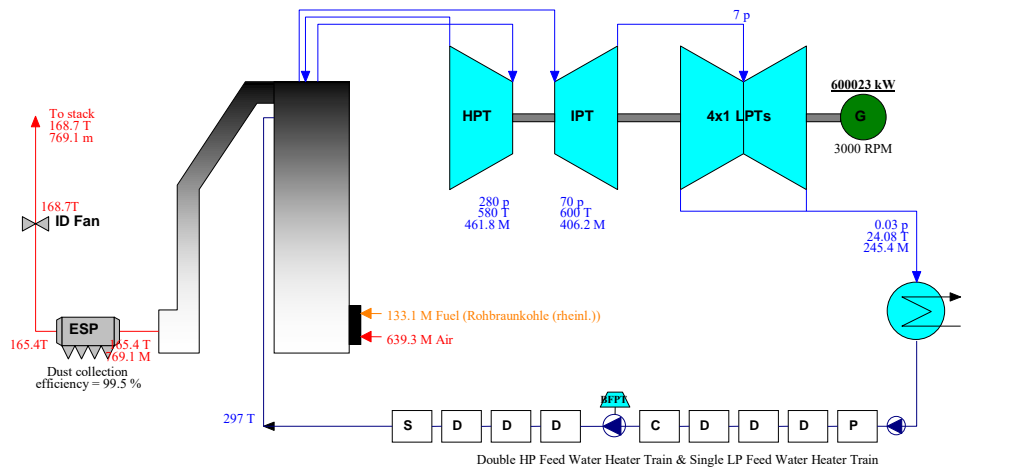 7 p
600023 kW
HPT
IPT
4x1 LPTs
G
3000 RPM
To stack
168.7 T
769.1 m
168.7T
ID Fan
280 p
580 T
461.8 M
70 p
600 T
406.2 M
0.03 p
24.08 T
245.4 M
133.1 M Fuel (Rohbraunkohle (rheinl.))
639.3 M Air
ESP
165.4T
165.4 T
769.1 M
Dust collection
efficiency = 99.5 %
297 T
S
D
D
D
BFPT
C
D
D
D
P
Double HP Feed Water Heater Train & Single LP Feed Water Heater Train